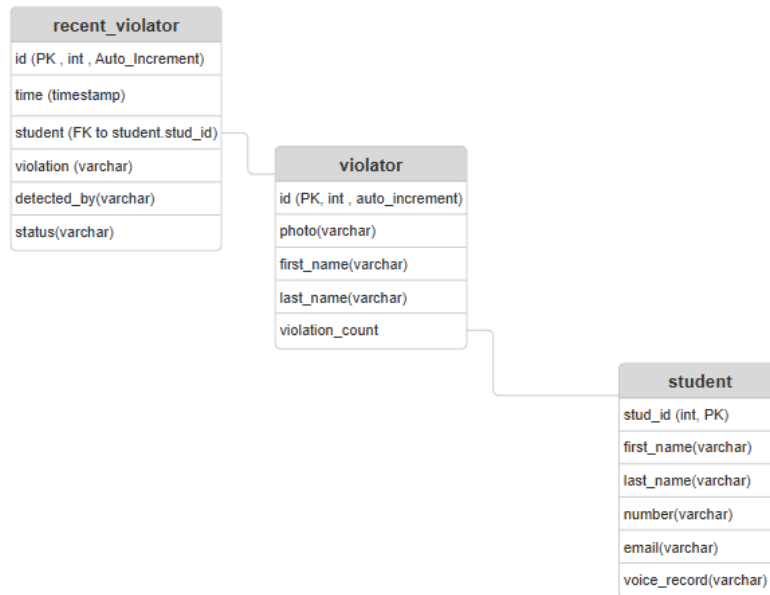 recent_violator
id (PK , int , Auto_Increment)
time (timestamp)
student (FK to student.stud_id)
violation (varchar)
detected_by(varchar)
status(varchar)
violator
id (PK, int , auto_increment)
photo(varchar)
first_name(varchar)
last_name(varchar)
violation_count
student
stud_id (int, PK)
first_name(varchar)
last_name(varchar)
number(varchar)
email(varchar)
voice_record(varchar)